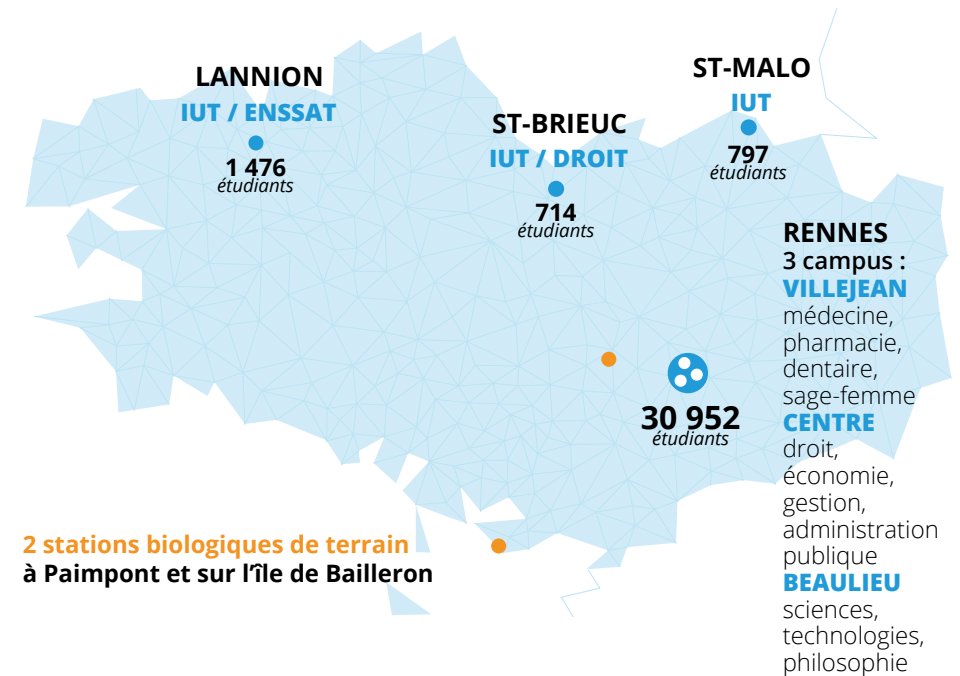 LANNION
IUT / ENSSAT
1 476
étudiants
ST-BRIEUC
IUT / DROIT
714
étudiants
ST-MALO
IUT
797
étudiants
RENNES
3 campus :
VILLEJEAN
médecine,
pharmacie,
dentaire,
sage-femme
CENTRE
droit,
économie,
gestion,
administration
publique
BEAULIEU
sciences,
technologies,
philosophie
30 952
étudiants
2 stations biologiques de terrain
à Paimpont et sur l'île de Bailleron